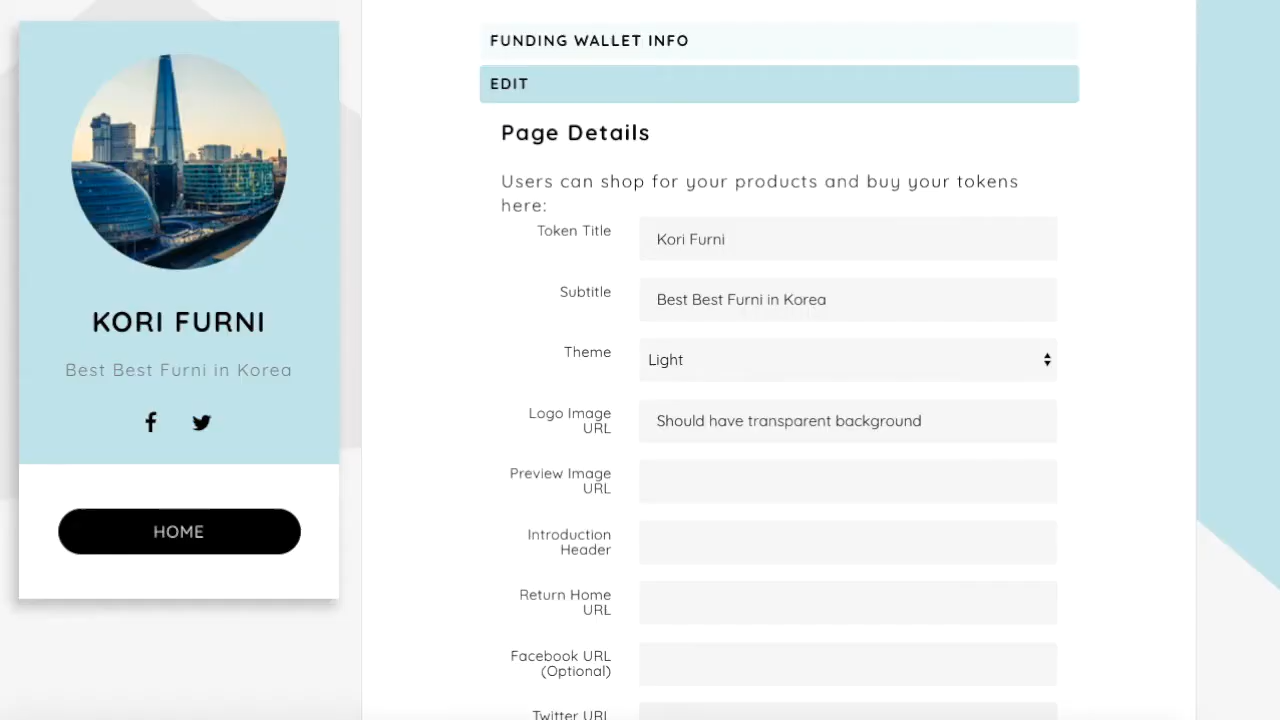 KORI FURNI
Best Best Furni in Korea
HOME
FUNDING WALLET INFO
EDIT
Page Details
Users can shop for your products and buy your tokens
here:
Token Title
Kori Furni
Subtitle
Best Best Furni in Korea
Theme
Light
Logo Image
URL
Should have transparent background
Preview Image
URL
Introduction
Header
Return Home
URL
Facebook URL
(Optional)
Twitter URL